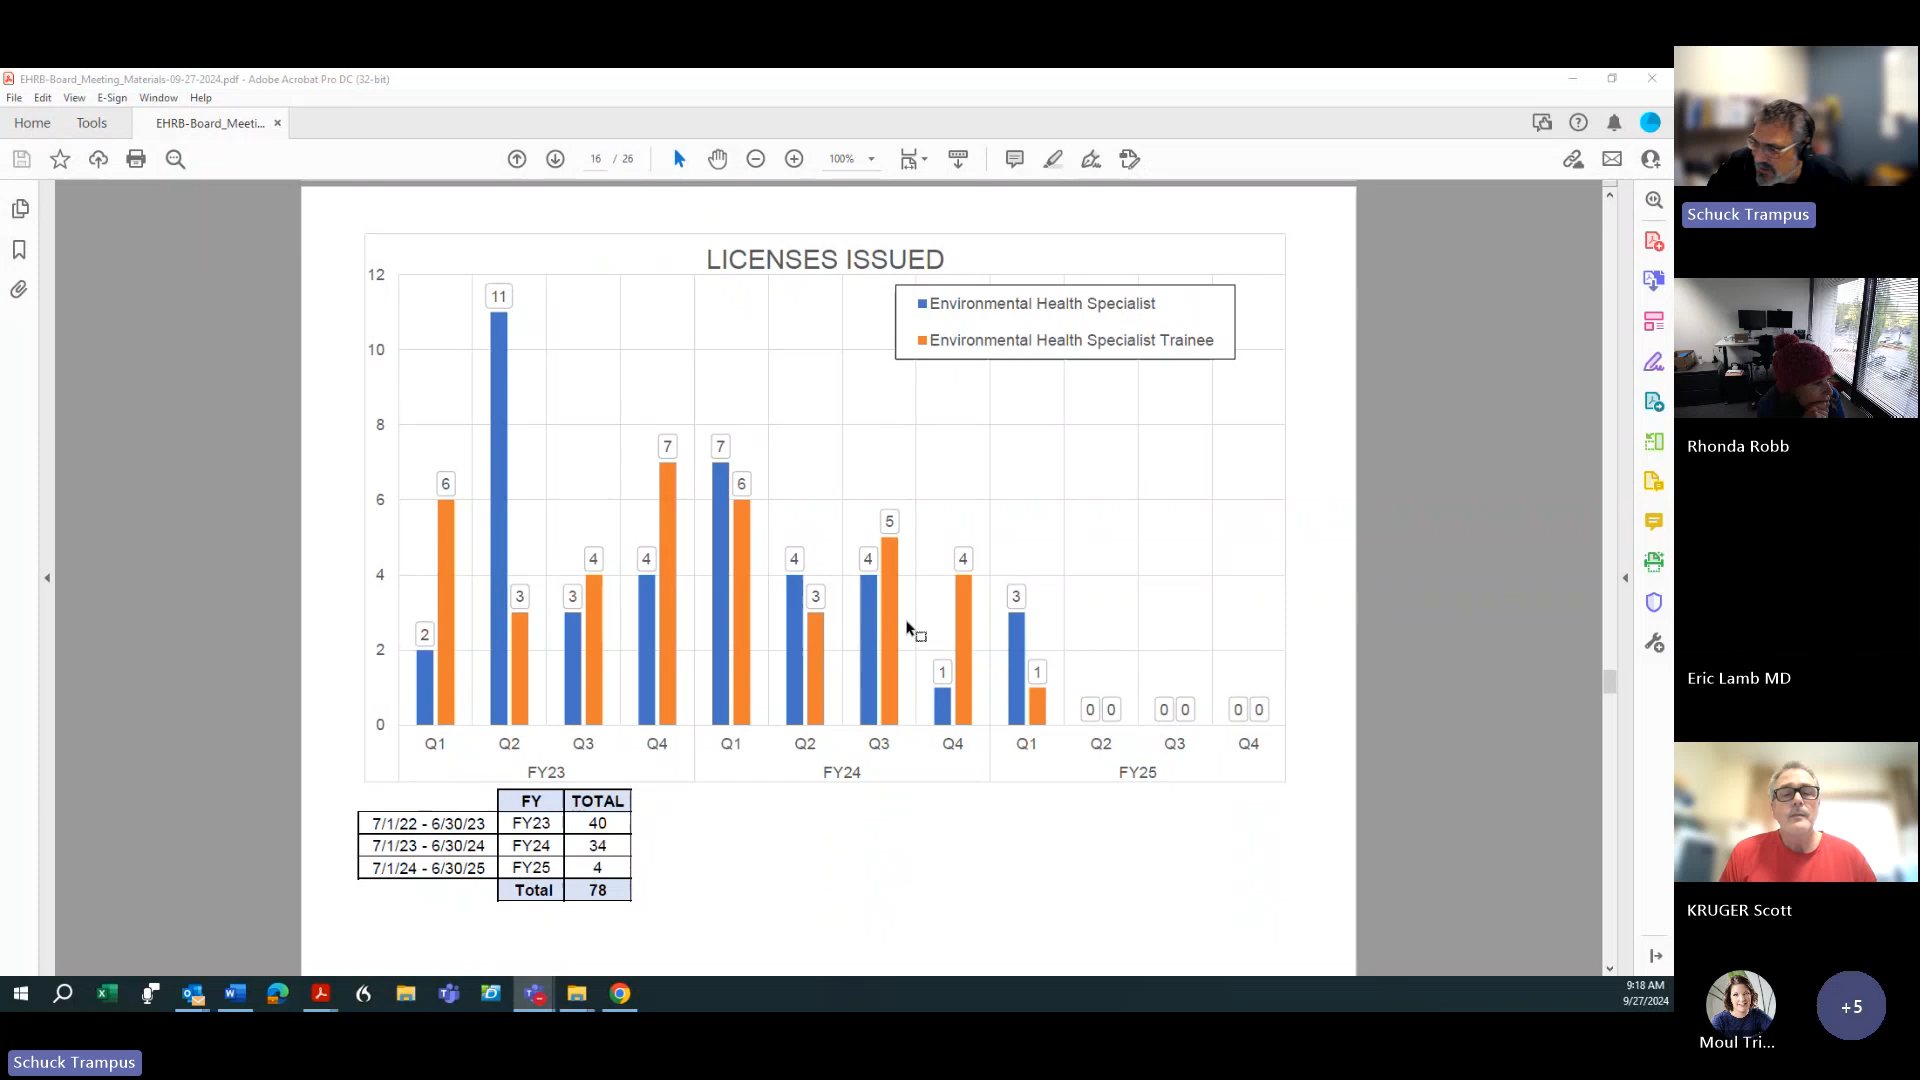 EHRB-Board_Meeting_Materials-09-27-2024.pdf - Adobe Acrobat Pro DC (32-bit)
File Edit View E-Sign Window Help
Home Tools EHRB-Board_Meeti... ×
16 / 26 100%
LICENSES ISSUED
Environmental Health Specialist
Environmental Health Specialist Trainee
12
10
8
6
4
2
0
2 6 11 3 3 4 4 7 7 6 4 3 4 5 1 4 3 1 0 0 0 0 0 0
Q1 Q2 Q3 Q4 Q1 Q2 Q3 Q4 Q1 Q2 Q3 Q4
FY23 FY24 FY25
FY TOTAL
7/1/22 - 6/30/23 FY23 40
7/1/23 - 6/30/24 FY24 34
7/1/24 - 6/30/25 FY25 4
Total 78
9:18 AM
9/27/2024
Schuck Trampus
Schuck Trampus
Rhonda Robb
Eric Lamb MD
KRUGER Scott
Moul Tri...
+5